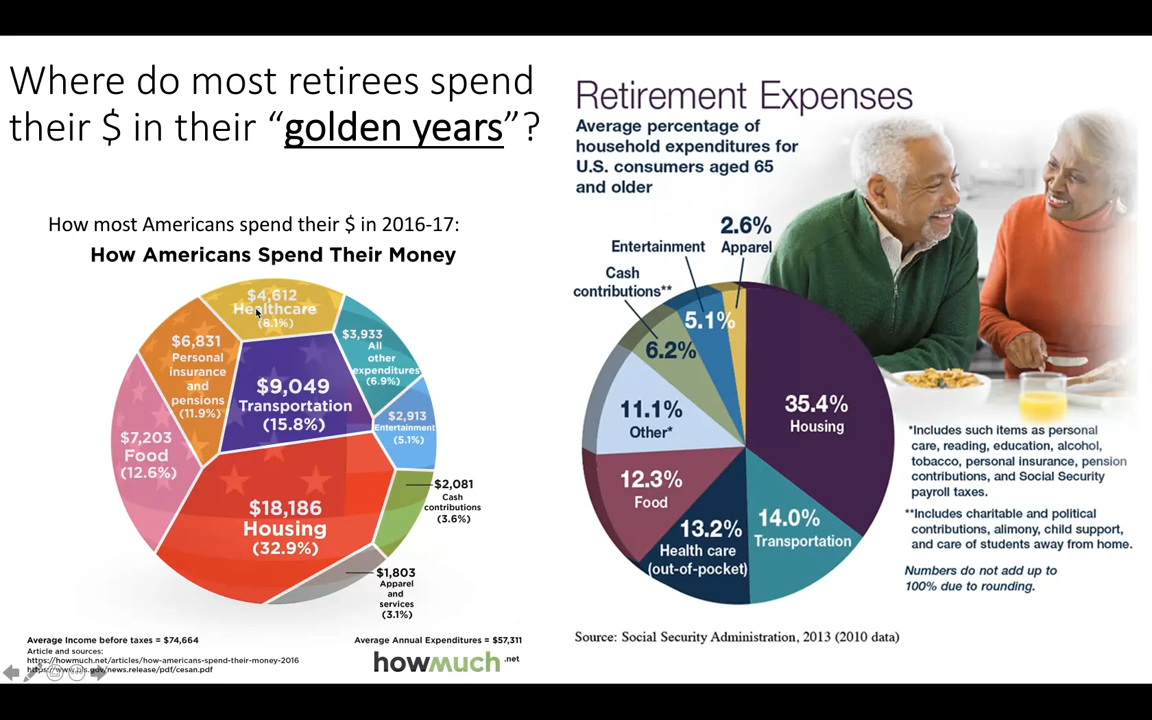 Where do most retirees spend
their $ in their “golden years”?
How most Americans spend their $ in 2016-17:
How Americans Spend Their Money
$4,612
Healthcare
(8.1%)
$6,831
Personal
insurance
and
pensions
(11.9%)
$3,933
All
other
expenditures
(6.9%)
$9,049
Transportation
(15.8%)
$2,913
Entertainment
(5.1%)
$7,203
Food
(12.6%)
$18,186
Housing
(32.9%)
$2,081
Cash
contributions
(3.6%)
$1,803
Apparel
and
services
(3.1%)
Average Income before taxes = $74,664
Average Annual Expenditures = $57,311
Article and sources:
https://howmuch.net/articles/how-americans-spend-their-money-2016
https://www.bls.gov/news.release/pdf/cesan.pdf
howmuch.net
Retirement Expenses
Average percentage of
household expenditures for
U.S. consumers aged 65
and older
2.6%
Apparel
Entertainment
5.1%
Cash
contributions**
6.2%
11.1%
Other*
35.4%
Housing
12.3%
Food
13.2%
Health care
(out-of-pocket)
14.0%
Transportation
*Includes such items as personal
care, reading, education, alcohol,
tobacco, personal insurance, pension
contributions, and Social Security
payroll taxes.
**Includes charitable and political
contributions, alimony, child support,
and care of students away from home.
Numbers do not add up to
100% due to rounding.
Source: Social Security Administration, 2013 (2010 data)